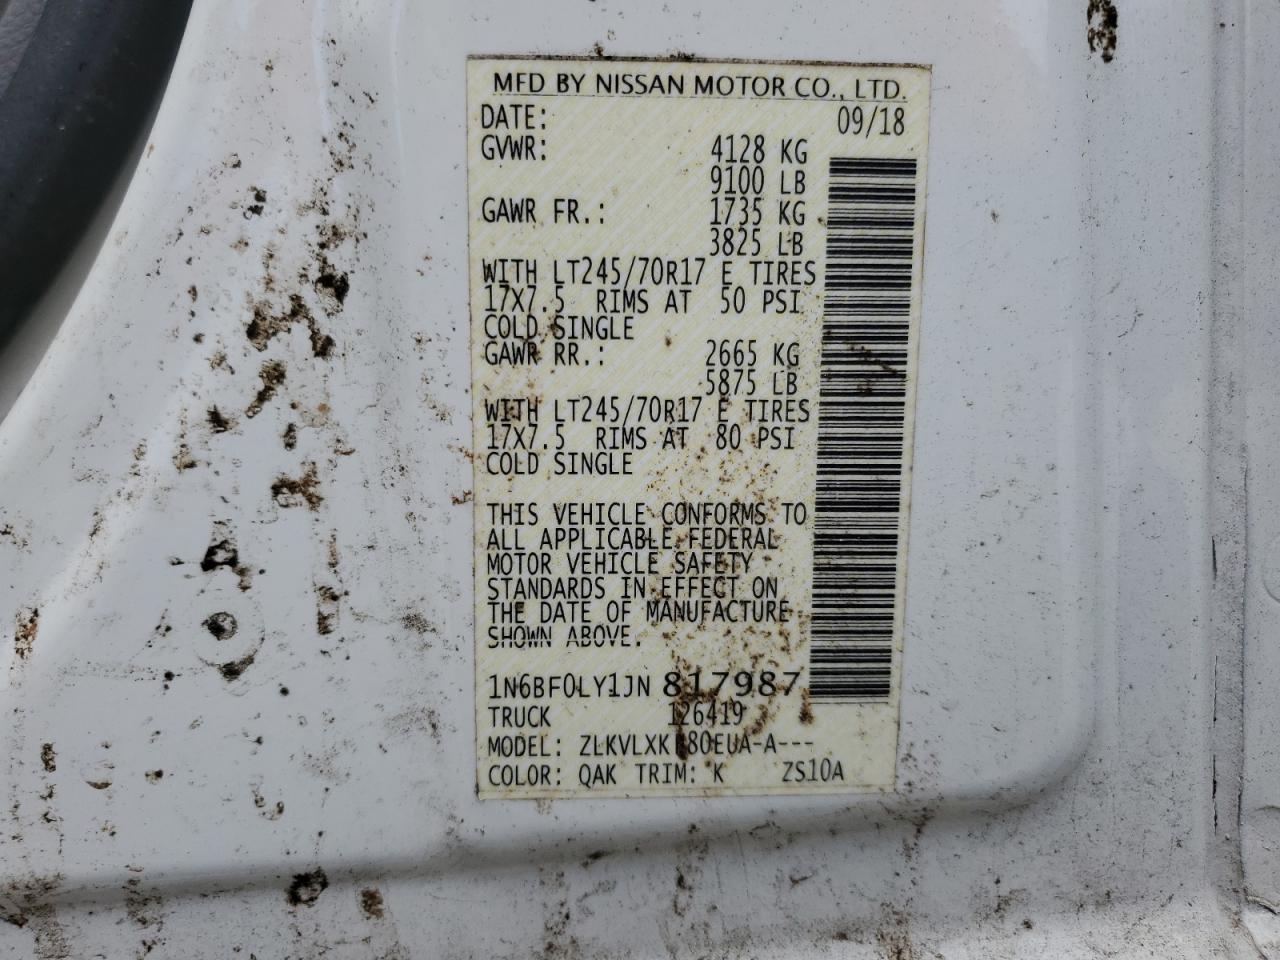 MFD BY NISSAN MOTOR CO., LTD.
DATE: 09/18
GVWR: 4128 KG
9100 LB
GAWR FR.: 1735 KG
3825 LB
WITH LT245/70R17 E TIRES
17X7.5 RIMS AT 50 PSI
COLD SINGLE
GAWR RR.: 2665 KG
5875 LB
WITH LT245/70R17 E TIRES
17X7.5 RIMS AT 80 PSI
COLD SINGLE
THIS VEHICLE CONFORMS TO
ALL APPLICABLE FEDERAL
MOTOR VEHICLE SAFETY
STANDARDS IN EFFECT ON
THE DATE OF MANUFACTURE
SHOWN ABOVE.
1N6BF0LY1JN 817987
TRUCK 126419
MODEL:
COLOR: QAK TRIM: K ZS10A